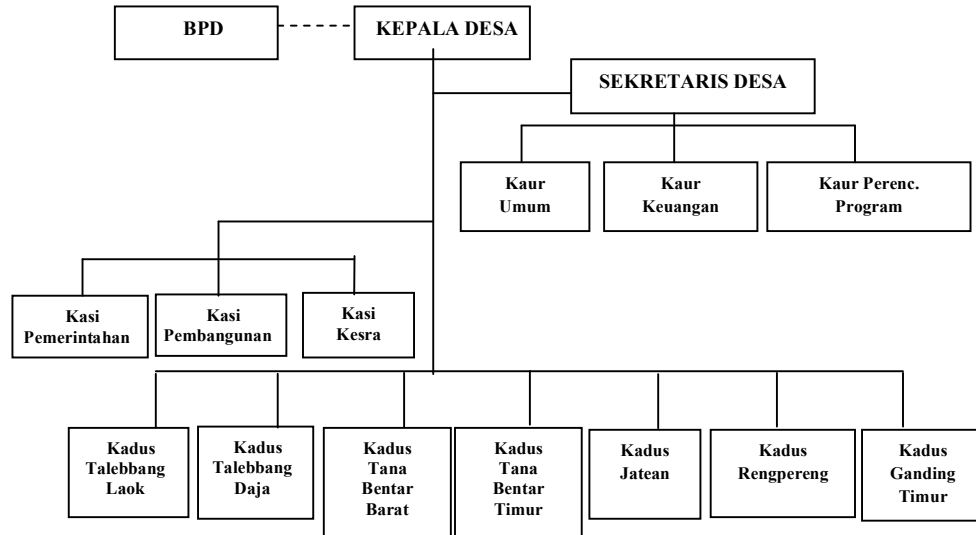 BPD
KEPALA DESA
SEKRETARIS DESA
Kaur
Umum
Kaur
Keuangan
Kaur Perenc.
Program
Kasi
Pemerintahan
Kasi
Pembangunan
Kasi
Kesra
Kadus
Talebbang
Laok
Kadus
Talebbang
Daja
Kadus
Tana
Bentar
Barat
Kadus
Tana
Bentar
Timur
Kadus
Jatean
Kadus
Rengpereng
Kadus
Ganding
Timur